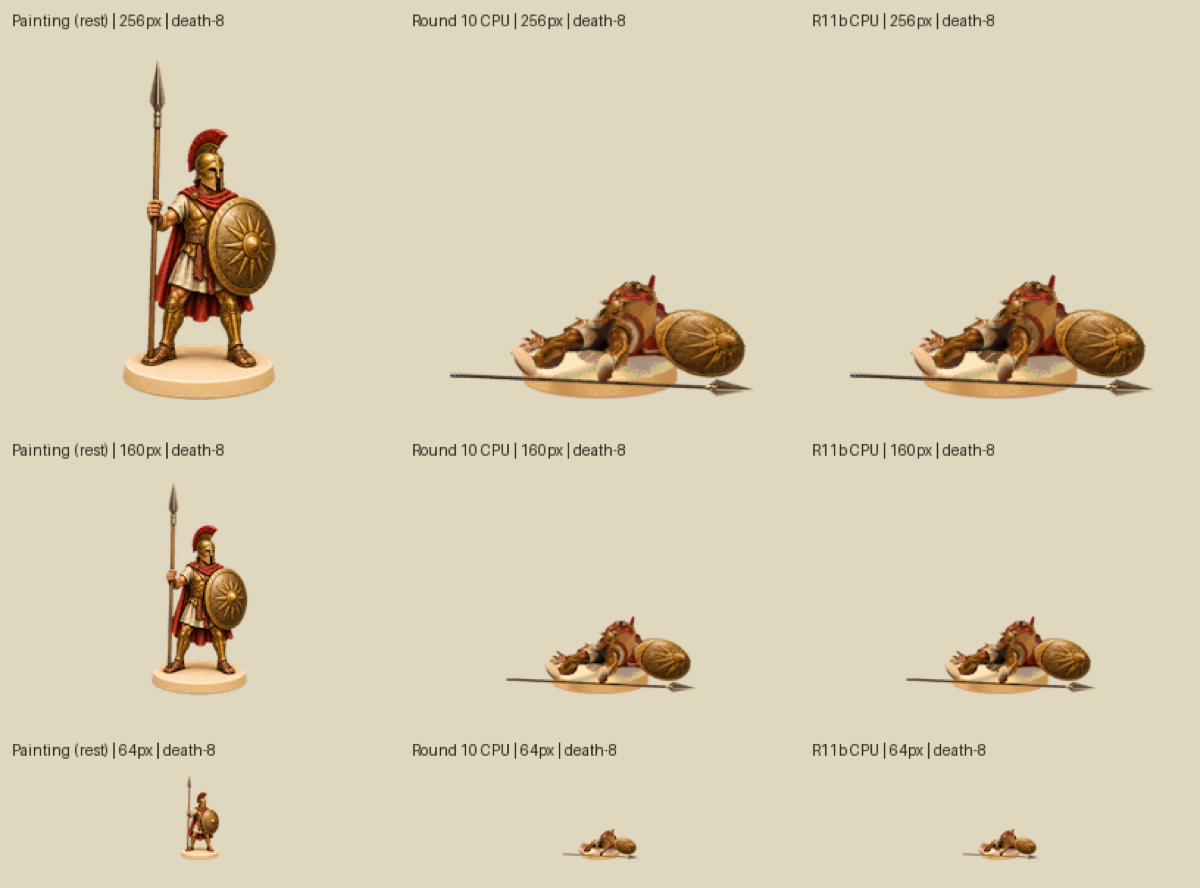 Painting (rest) | 256px | death-8
Round 10 CPU | 256px | death-8
R11b CPU | 256px | death-8
Painting (rest) | 160px | death-8
Round 10 CPU | 160px | death-8
R11b CPU | 160px | death-8
Painting (rest) | 64px | death-8
Round 10 CPU | 64px | death-8
R11b CPU | 64px | death-8